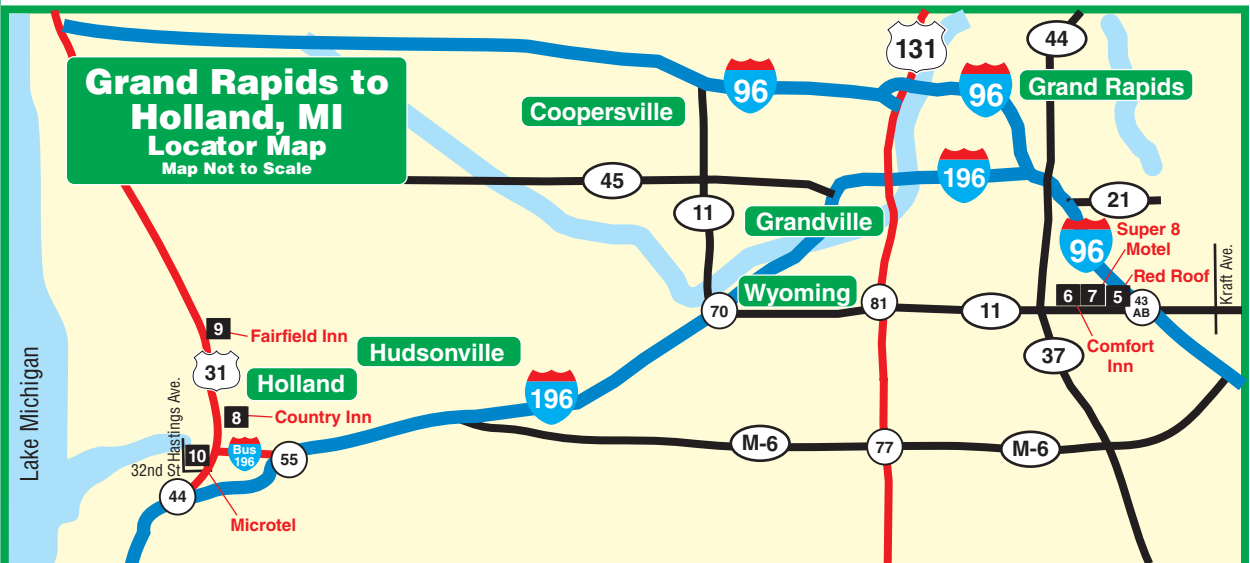 Grand Rapids to
Holland, MI
Locator Map
Map Not to Scale
131
44
96
96
Grand Rapids
Coopersville
45
196
21
11
Grandville
96
Super 8
Motel
Red Roof
Kraft Ave.
Wyoming
6
7
5
43
AB
70
81
11
9
Fairfield Inn
Hudsonville
37
Comfort
Inn
31
Holland
196
Lake Michigan
Hastings Ave.
8
Country Inn
10
Bus
196
55
M-6
77
M-6
32nd St
44
Microtel